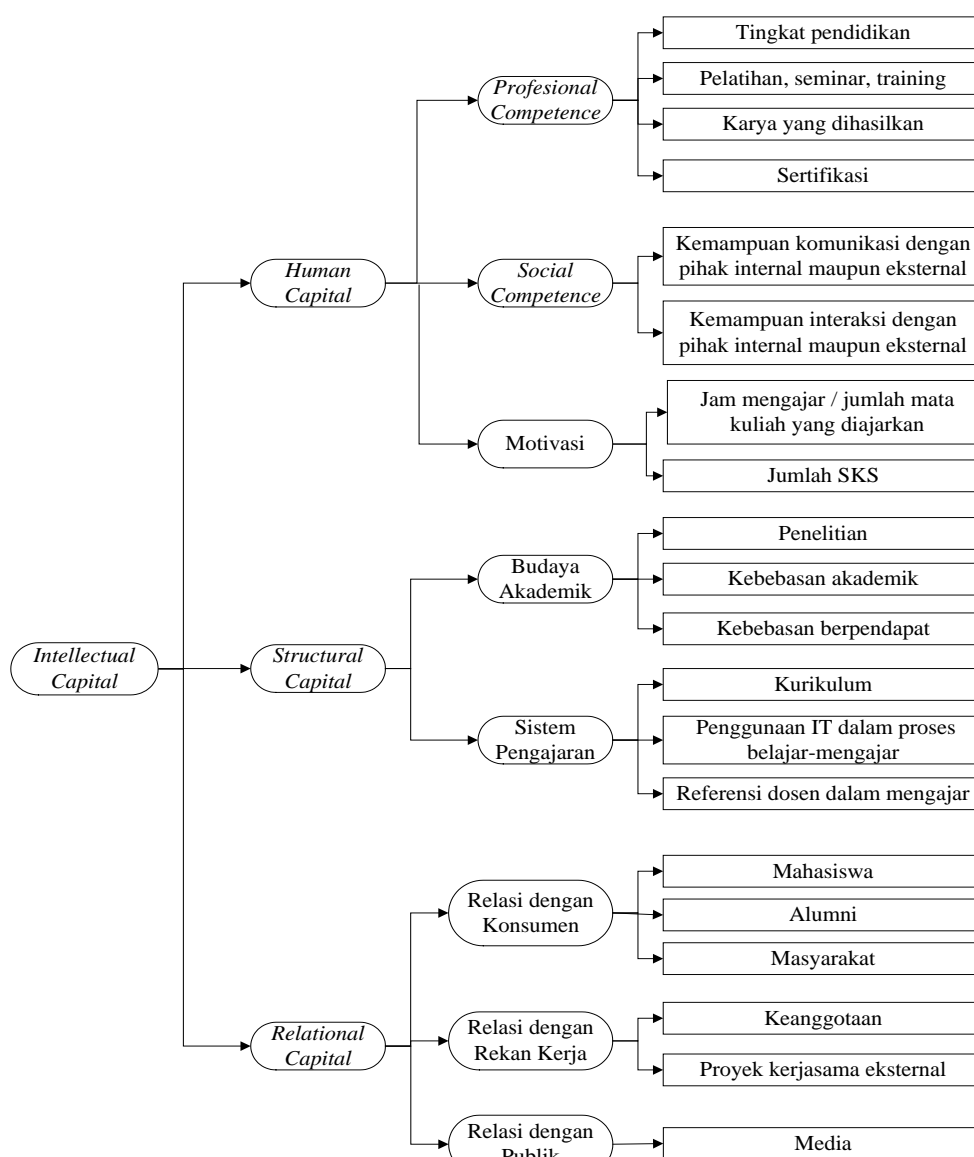 Tingkat pendidikan
Pelatihan, seminar, training
Profesional
Competence
Karya yang dihasilkan
Sertifikasi
Human
Capital
Social
Competence
Kemampuan komunikasi dengan
pihak internal maupun eksternal
Kemampuan interaksi dengan
pihak internal maupun eksternal
Motivasi
Jam mengajar / jumlah mata
kuliah yang diajarkan
Jumlah SKS
Intellectual
Capital
Structural
Capital
Budaya
Akademik
Penelitian
Kebebasan akademik
Kebebasan berpendapat
Sistem
Pengajaran
Kurikulum
Penggunaan IT dalam proses
belajar-mengajar
Referensi dosen dalam mengajar
Relational
Capital
Relasi dengan
Konsumen
Mahasiswa
Alumni
Masyarakat
Relasi dengan
Rekan Kerja
Keanggotaan
Proyek kerjasama eksternal
Relasi dengan
Publik
Media